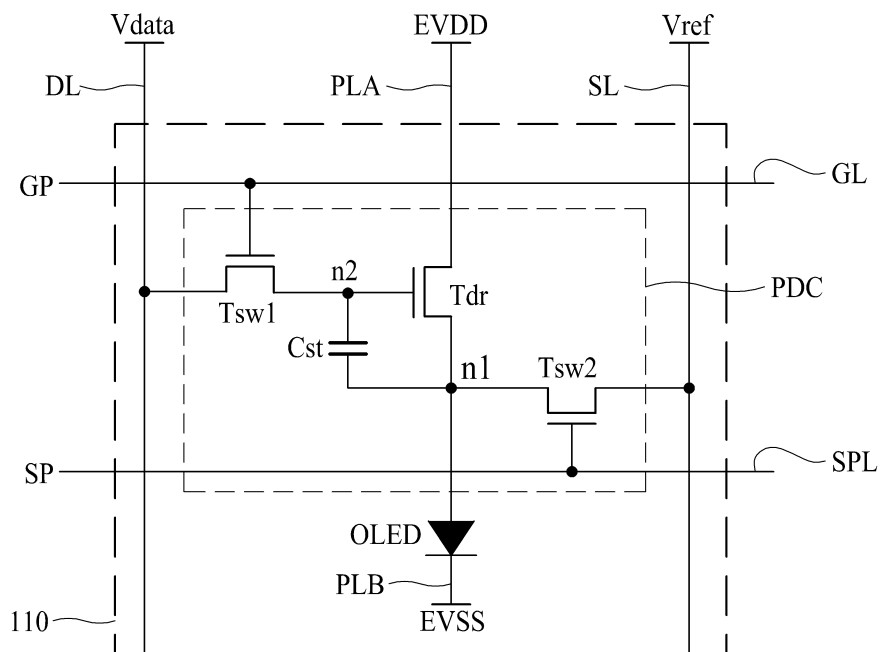 Vdata
EVDD
Vref
DL
PLA
SL
GP
GL
n2
Tdr
PDC
Tsw1
Cst
n1
Tsw2
SP
SPL
OLED
PLB
110
EVSS